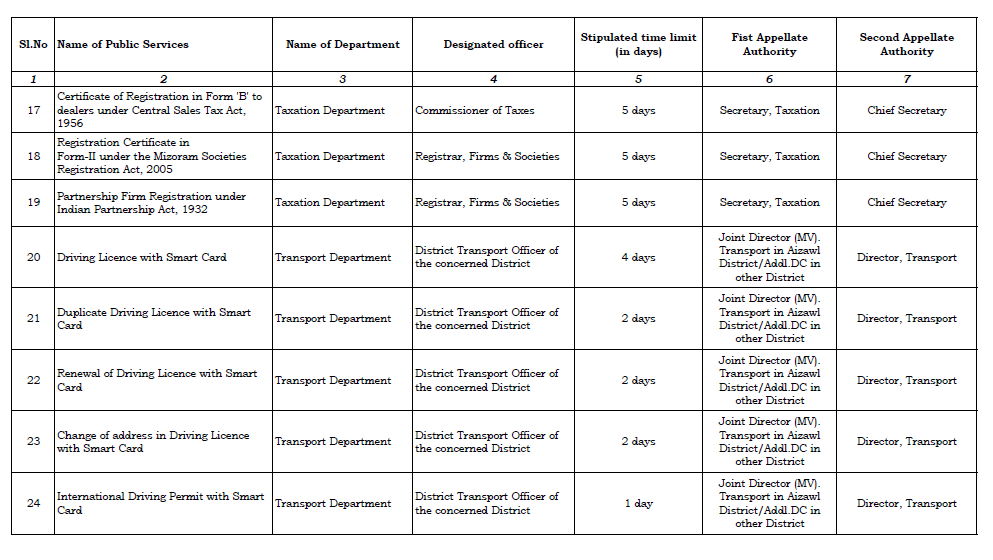 Sl.No Name of Public Services Name of Department Designated officer Stipulated time limit (in days) Fist Appellate Authority Second Appellate Authority
1 2 3 4 5 6 7
17 Certificate of Registration in Form 'B' to dealers under Central Sales Tax Act, 1956 Taxation Department Commissioner of Taxes 5 days Secretary, Taxation Chief Secretary
18 Registration Certificate in Form-II under the Mizoram Societies Registration Act, 2005 Taxation Department Registrar, Firms & Societies 5 days Secretary, Taxation Chief Secretary
19 Partnership Firm Registration under Indian Partnership Act, 1932 Taxation Department Registrar, Firms & Societies 5 days Secretary, Taxation Chief Secretary
20 Driving Licence with Smart Card Transport Department District Transport Officer of the concerned District 4 days Joint Director (MV). Transport in Aizawl District/Addl.DC in other District Director, Transport
21 Duplicate Driving Licence with Smart Card Transport Department District Transport Officer of the concerned District 2 days Joint Director (MV). Transport in Aizawl District/Addl.DC in other District Director, Transport
22 Renewal of Driving Licence with Smart Card Transport Department District Transport Officer of the concerned District 2 days Joint Director (MV). Transport in Aizawl District/Addl.DC in other District Director, Transport
23 Change of address in Driving Licence with Smart Card Transport Department District Transport Officer of the concerned District 2 days Joint Director (MV). Transport in Aizawl District/Addl.DC in other District Director, Transport
24 International Driving Permit with Smart Card Transport Department District Transport Officer of the concerned District 1 day Joint Director (MV). Transport in Aizawl District/Addl.DC in other District Director, Transport